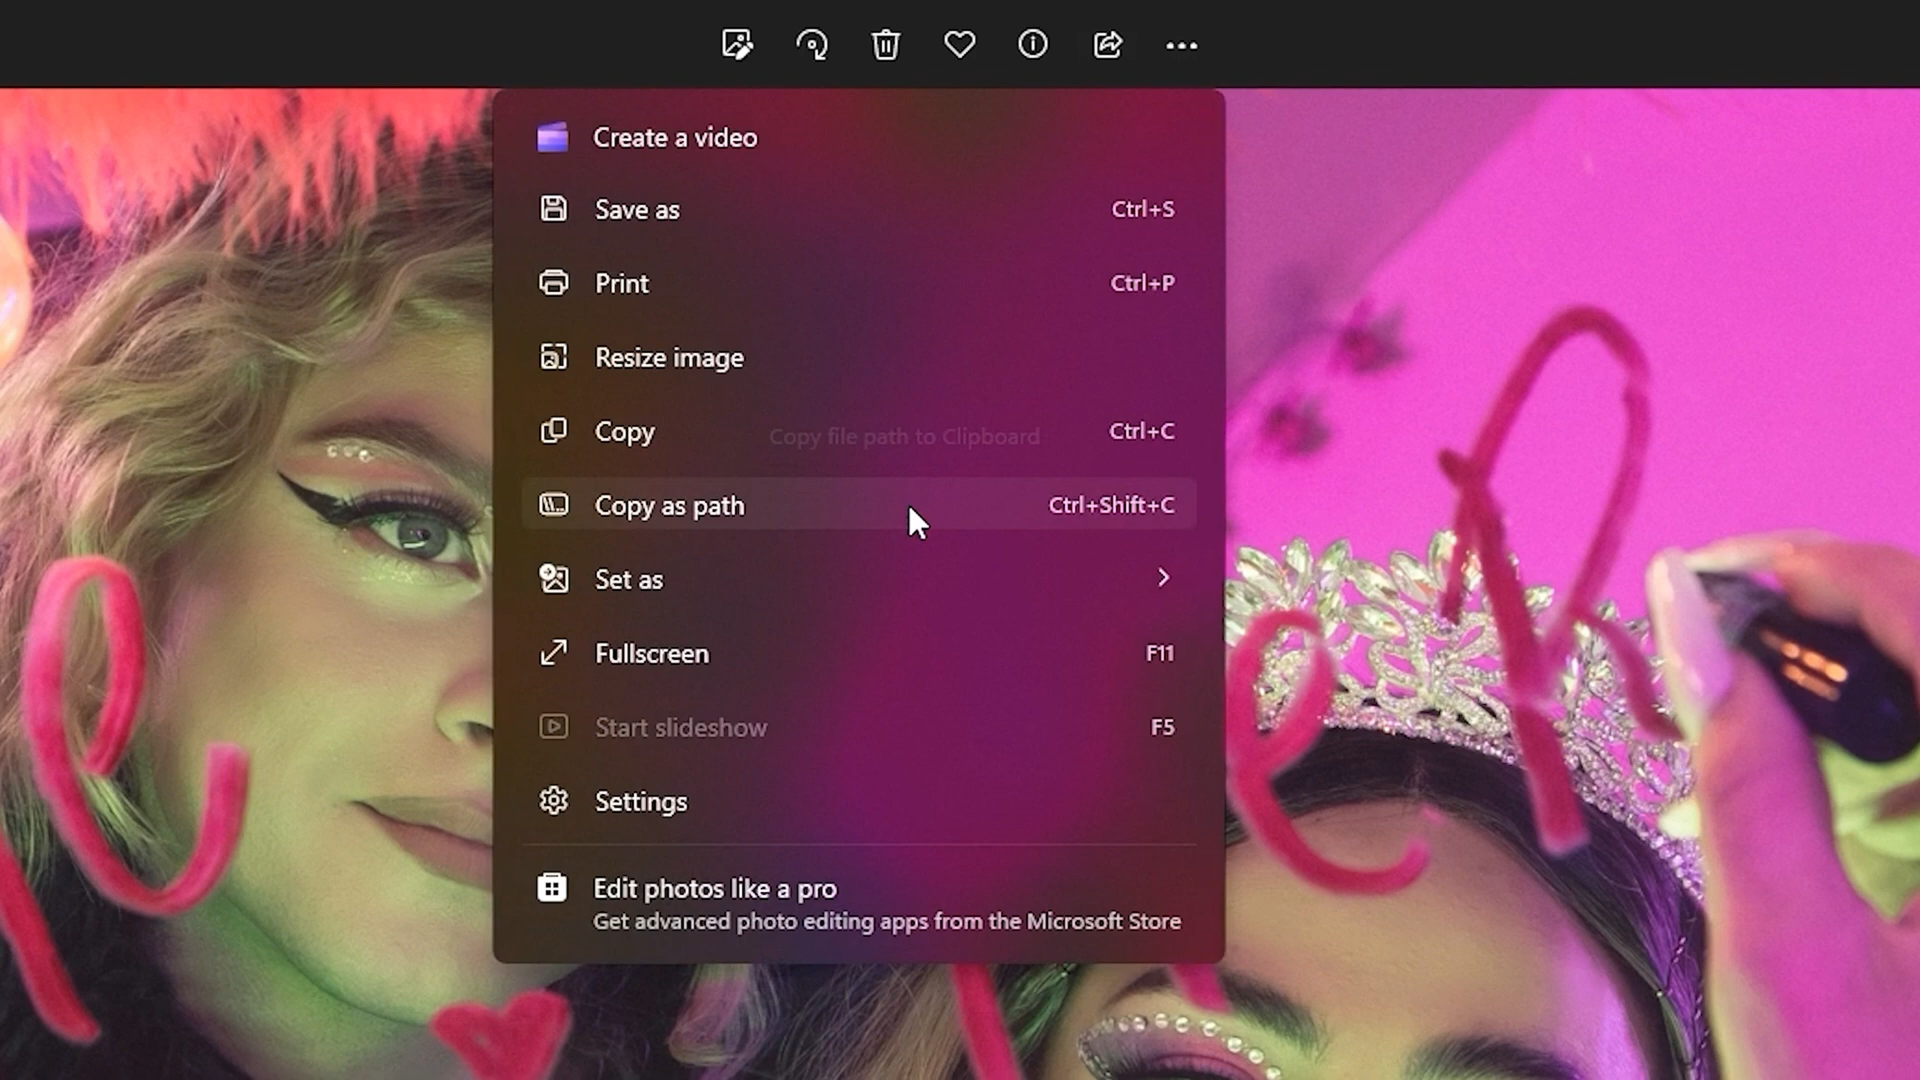 Create a video
Save as Ctrl+S
Print Ctrl+P
Resize image
Copy Ctrl+C
Copy file path to Clipboard
Copy as path Ctrl+Shift+C
Set as
Fullscreen F11
Start slideshow F5
Settings
Edit photos like a pro
Get advanced photo editing apps from the Microsoft Store